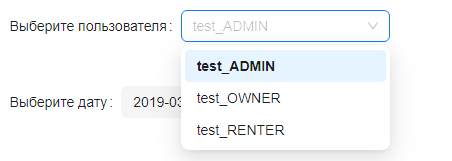 Выберите пользователя: test_ADMIN
test_ADMIN
test_OWNER
Выберите дату: 2019-03
test_RENTER